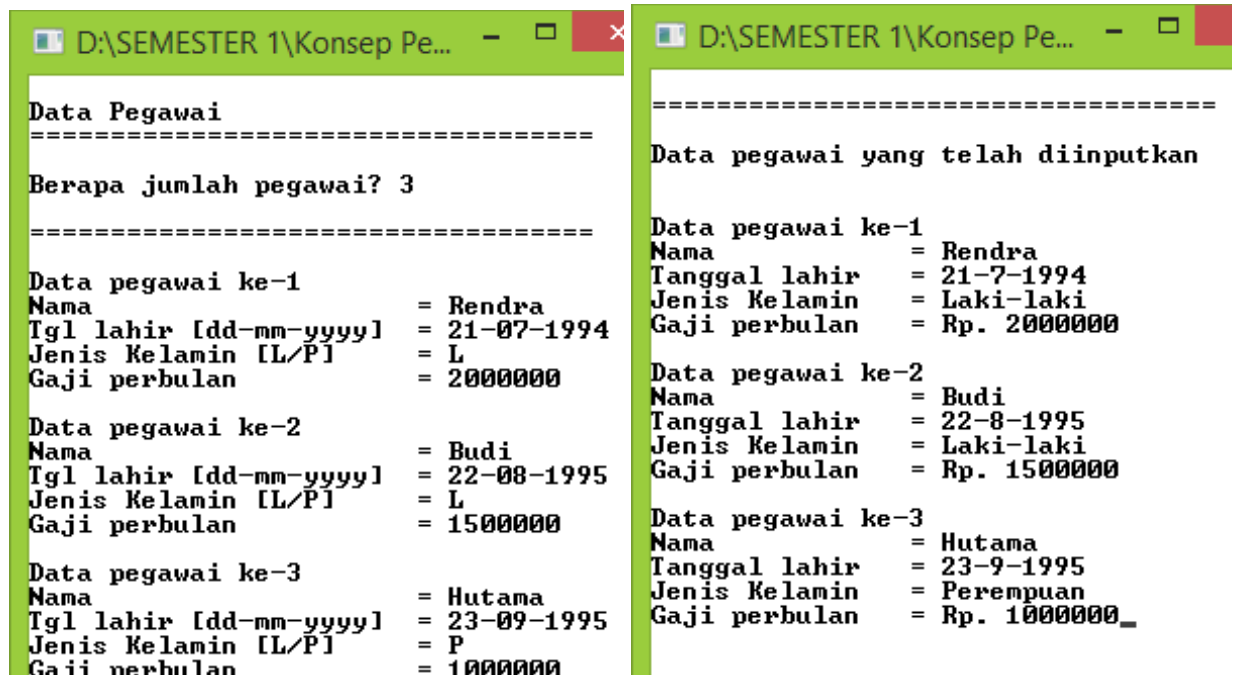 D:\SEMESTER 1\Konsep Pe...
Data Pegawai
===================================
Berapa jumlah pegawai? 3
===================================
Data pegawai ke-1
Nama = Rendra
Tgl lahir [dd-mm-yyyy] = 21-07-1994
Jenis Kelamin [L/P] = L
Gaji perbulan = 2000000
Data pegawai ke-2
Nama = Budi
Tgl lahir [dd-mm-yyyy] = 22-08-1995
Jenis Kelamin [L/P] = L
Gaji perbulan = 1500000
Data pegawai ke-3
Nama = Hutama
Tgl lahir [dd-mm-yyyy] = 23-09-1995
Jenis Kelamin [L/P] = P
Gaji perbulan = 1000000
D:\SEMESTER 1\Konsep Pe...
===================================
Data pegawai yang telah diinputkan
Data pegawai ke-1
Nama = Rendra
Tanggal lahir = 21-7-1994
Jenis Kelamin = Laki-laki
Gaji perbulan = Rp. 2000000
Data pegawai ke-2
Nama = Budi
Tanggal lahir = 22-8-1995
Jenis Kelamin = Laki-laki
Gaji perbulan = Rp. 1500000
Data pegawai ke-3
Nama = Hutama
Tanggal lahir = 23-9-1995
Jenis Kelamin = Perempuan
Gaji perbulan = Rp. 1000000_